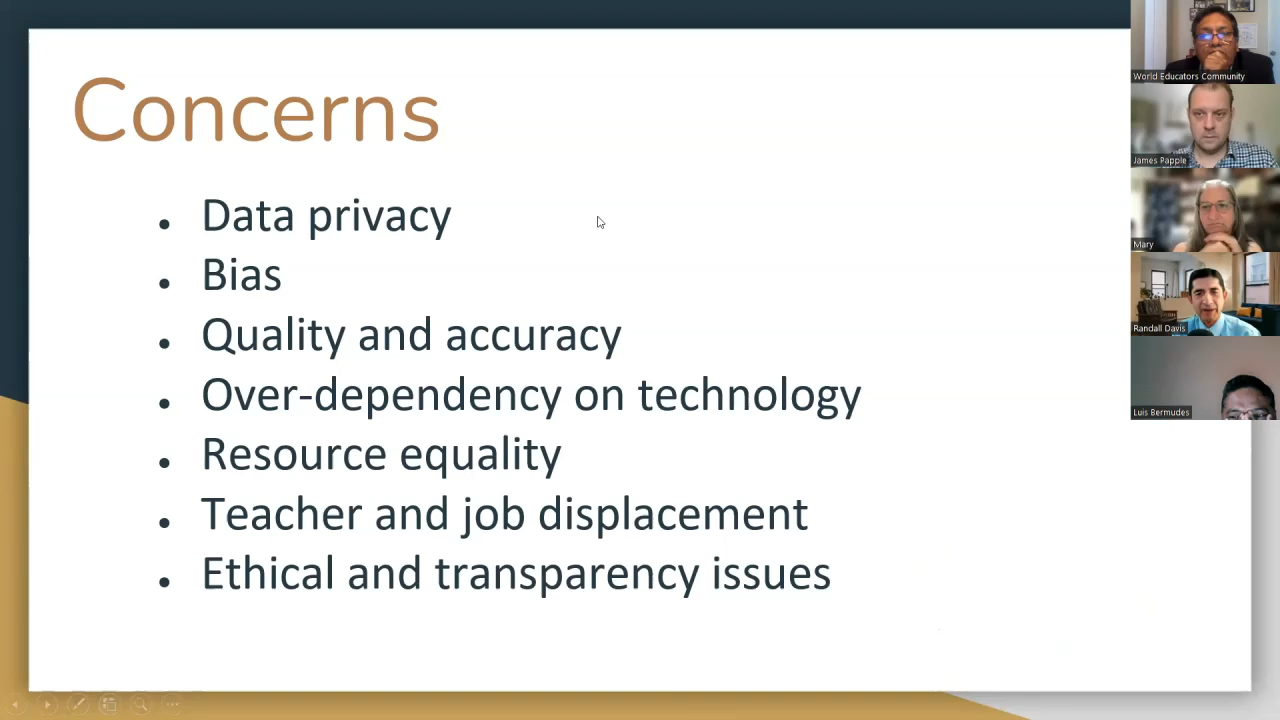 Concerns
Data privacy
Bias
Quality and accuracy
Over-dependency on technology
Resource equality
Teacher and job displacement
Ethical and transparency issues
World Educators Community
James Papple
Mary
Randall Davis
Luis Bermudes